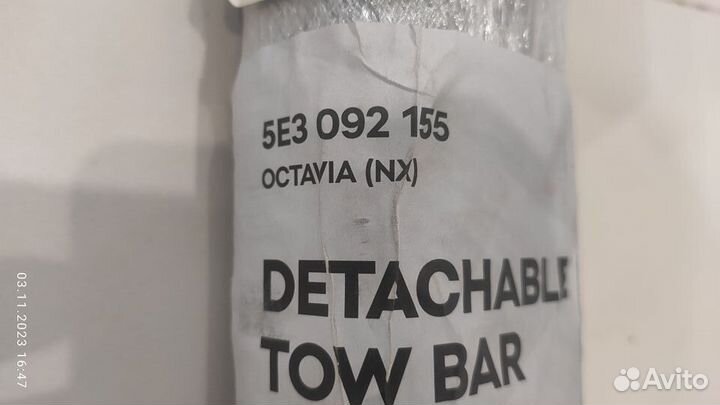 5E3 092 155
OCTAVIA (NX)
DETACHABLE
TOW BAR
03.11.2023 16:47
Avito